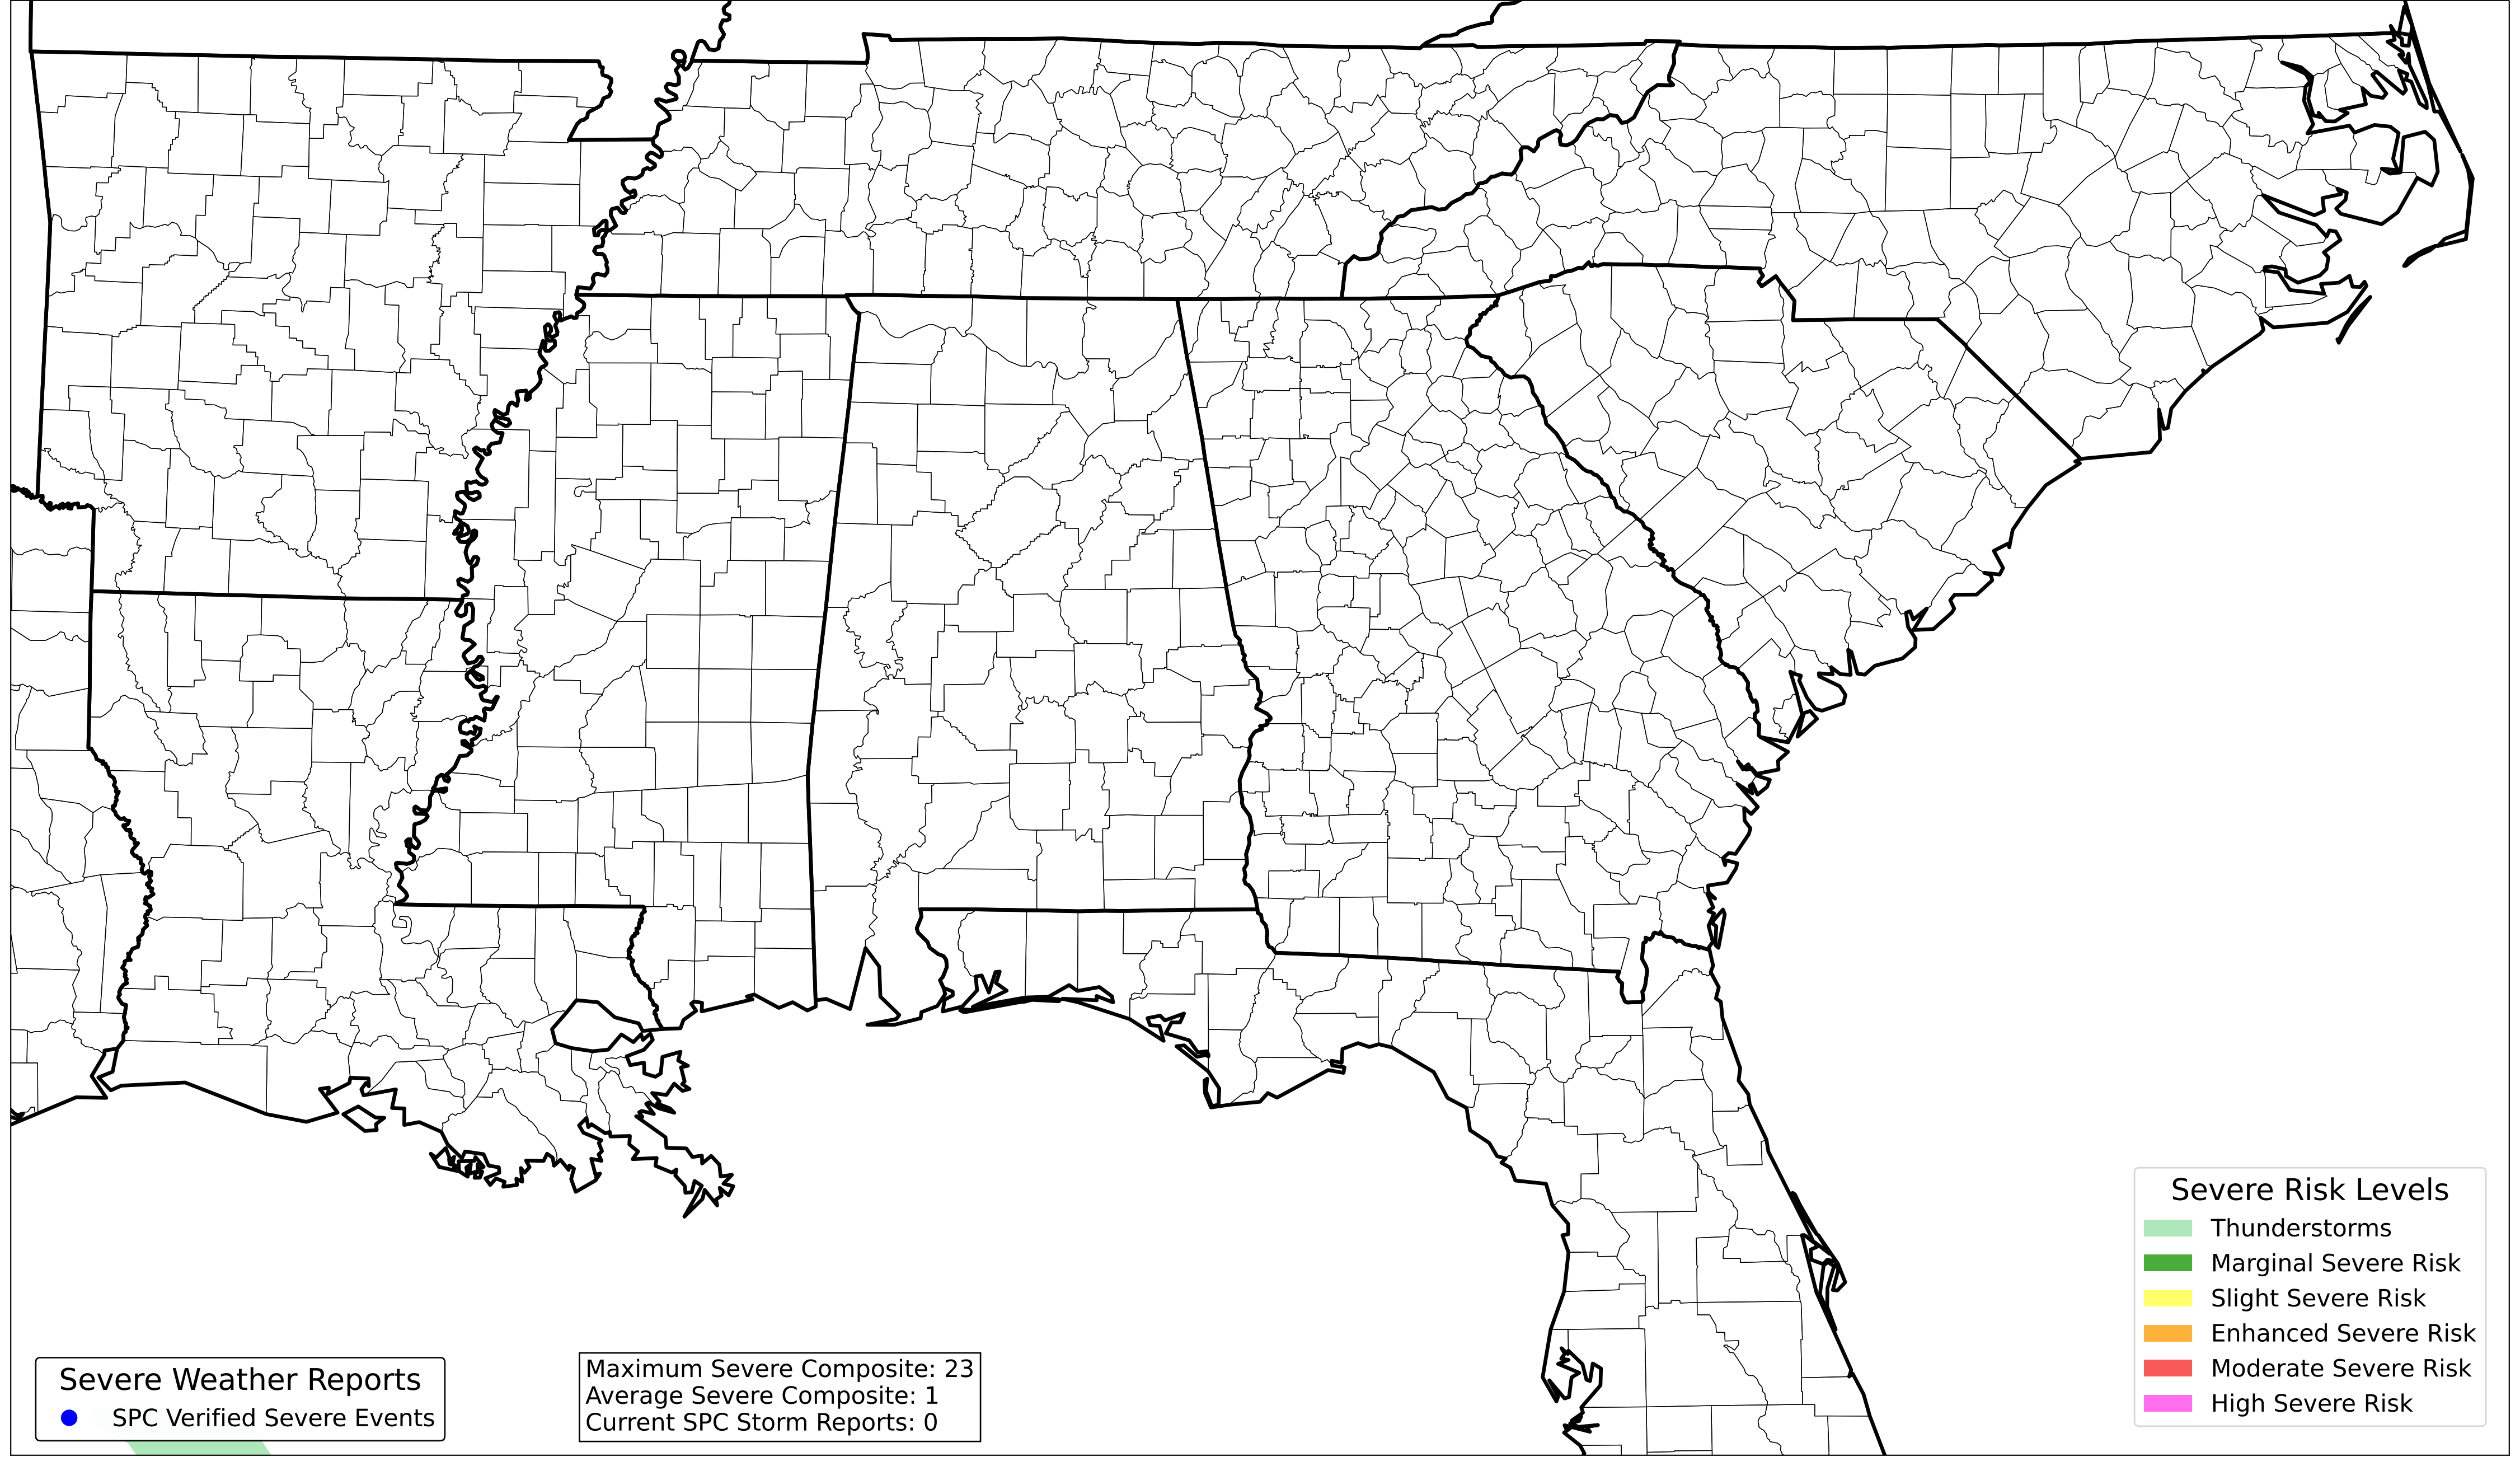 Severe Weather Reports
SPC Verified Severe Events
Maximum Severe Composite: 23
Average Severe Composite: 1
Current SPC Storm Reports: 0
Severe Risk Levels
Thunderstorms
Marginal Severe Risk
Slight Severe Risk
Enhanced Severe Risk
Moderate Severe Risk
High Severe Risk